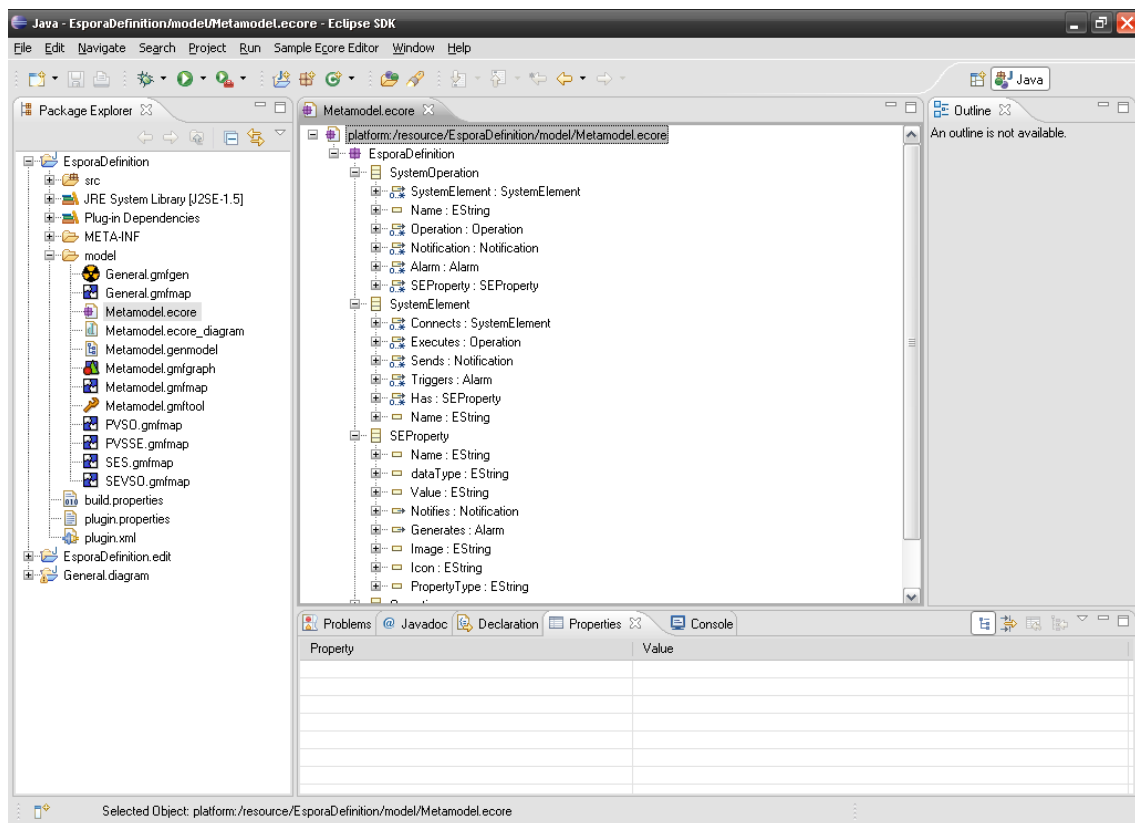 Java - EsporaDefinition/model/Metamodel.ecore - Eclipse SDK
File Edit Navigate Search Project Run Sample Ecore Editor Window Help
Java
Package Explorer
EsporaDefinition
src
JRE System Library [J2SE-1.5]
Plug-in Dependencies
META-INF
model
General.gmfgen
General.gmfmap
Metamodel.ecore
Metamodel.ecore_diagram
Metamodel.genmodel
Metamodel.gmfgraph
Metamodel.gmfmap
Metamodel.gmftool
PVSO.gmfmap
PVSSE.gmfmap
SES.gmfmap
SEVSO.gmfmap
build.properties
plugin.properties
plugin.xml
EsporaDefinition.edit
General.diagram
Metamodel.ecore
platform:/resource/EsporaDefinition/model/Metamodel.ecore
EsporaDefinition
SystemOperation
SystemElement : SystemElement
Name : EString
Operation : Operation
Notification : Notification
Alarm : Alarm
SEProperty : SEProperty
SystemElement
Connects : SystemElement
Executes : Operation
Sends : Notification
Triggers : Alarm
Has : SEProperty
Name : EString
SEProperty
Name : EString
dataType : EString
Value : EString
Notifies : Notification
Generates : Alarm
Image : EString
Icon : EString
PropertyType : EString
Outline
An outline is not available.
Problems Javadoc Declaration Properties Console
Property Value
Selected Object: platform:/resource/EsporaDefinition/model/Metamodel.ecore